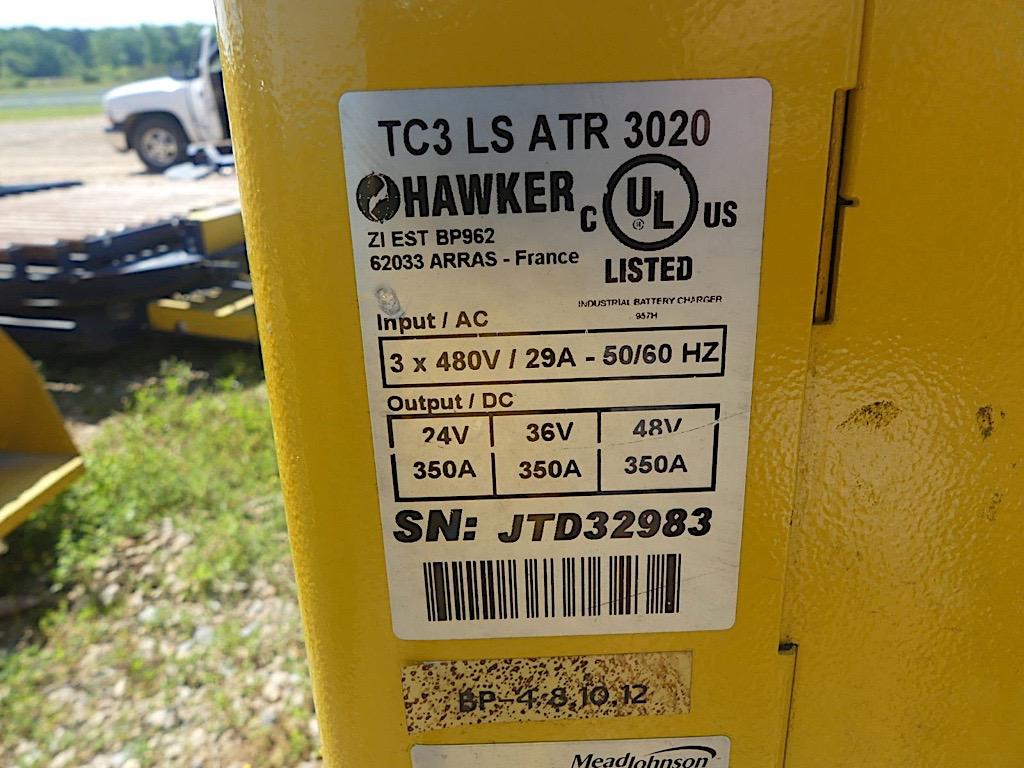 TC3 LS ATR 3020
HAWKER
C UL US
ZI EST BP962
62033 ARRAS - France
LISTED
INDUSTRIAL BATTERY CHARGER
957H
Input / AC
3 x 480V / 29A - 50/60 HZ
Output / DC
24V 36V 48V
350A 350A 350A
SN: JTD32983
BP-4,8,10,12
MeadJohnson